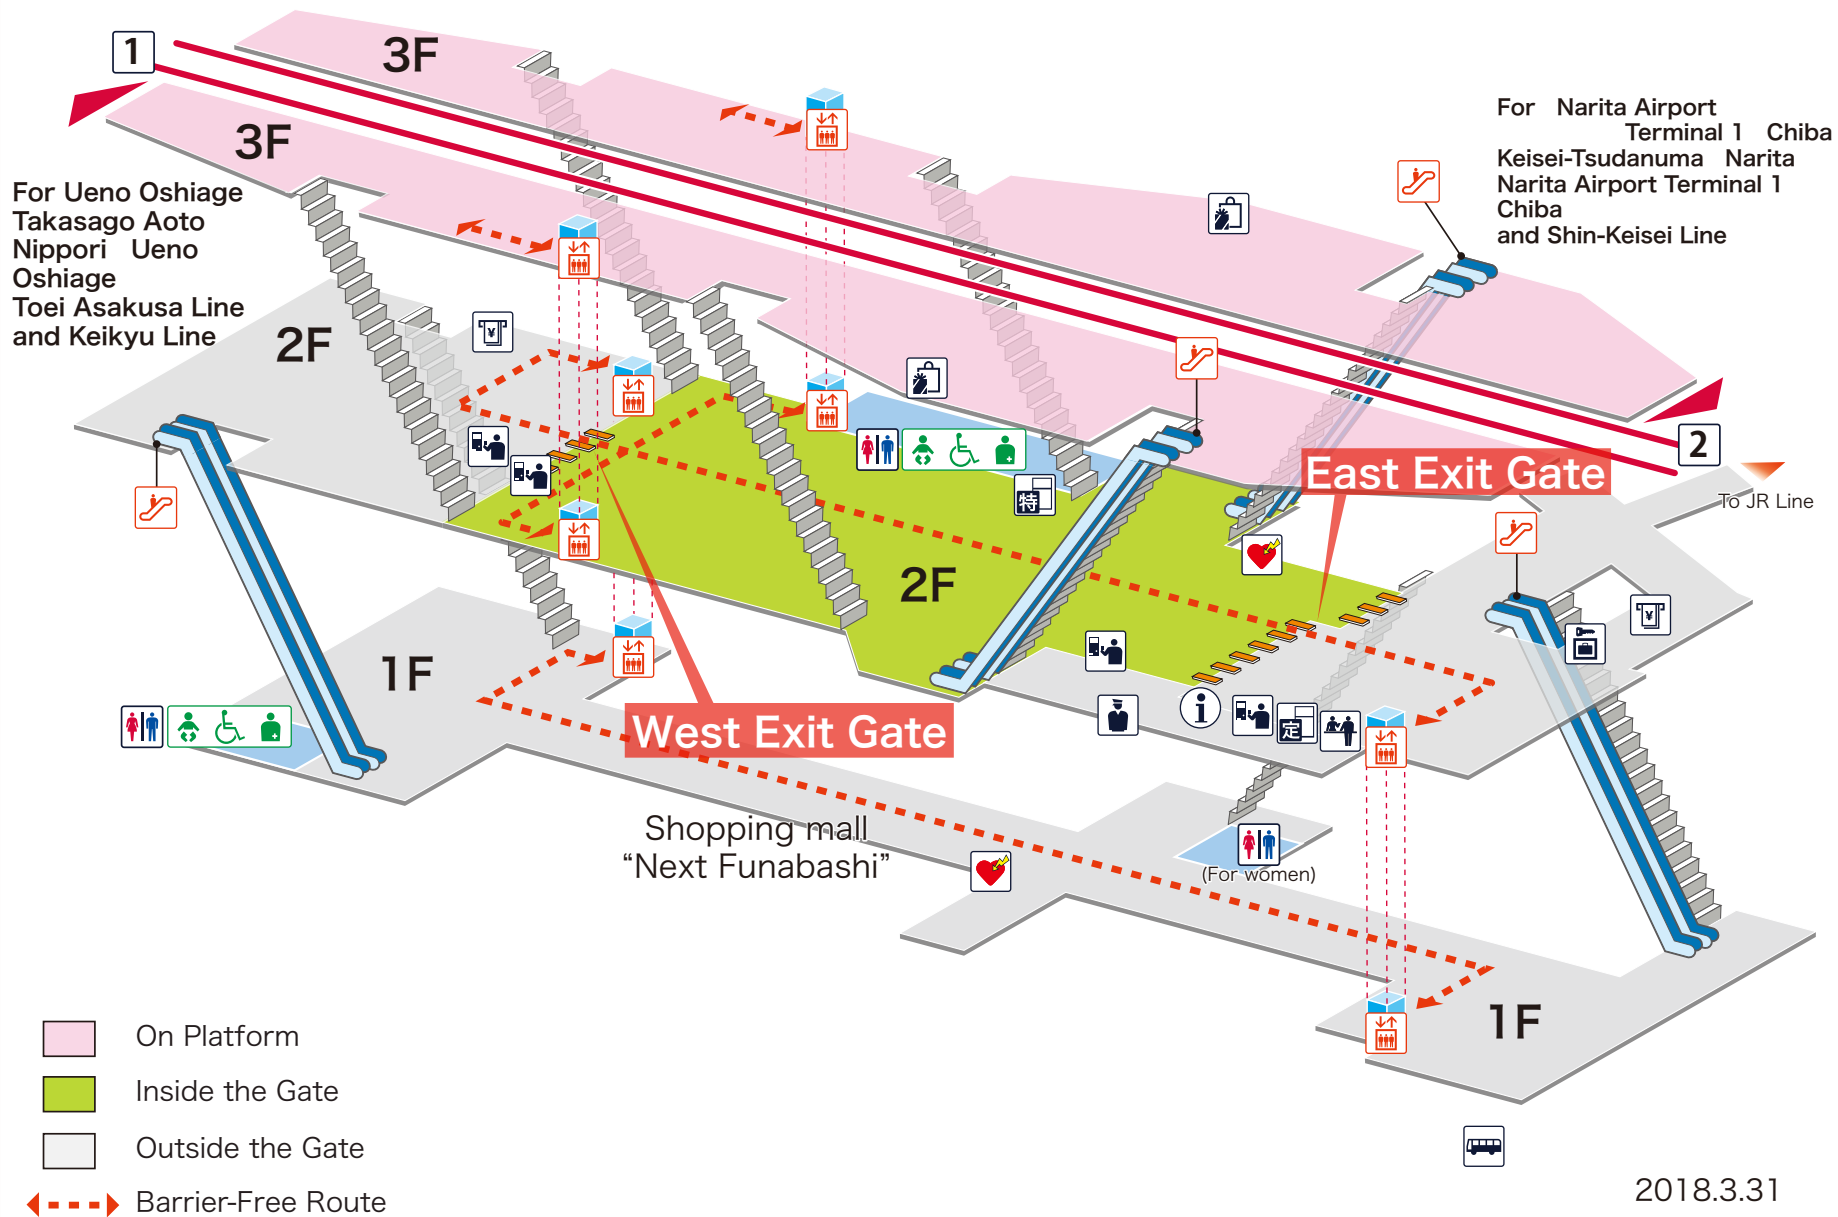 1
3F
3F
For Narita Airport
Terminal 1 Chiba
Keisei-Tsudanuma Narita
Narita Airport Terminal 1
Chiba
and Shin-Keisei Line
For Ueno Oshiage
Takasago Aoto
Nippori Ueno
Oshiage
Toei Asakusa Line
and Keikyu Line
2F
¥
2
East Exit Gate
To JR Line
特
2F
¥
1F
i
定
West Exit Gate
Shopping mall
“Next Funabashi”
(For women)
1F
On Platform
Inside the Gate
Outside the Gate
Barrier-Free Route
2018.3.31